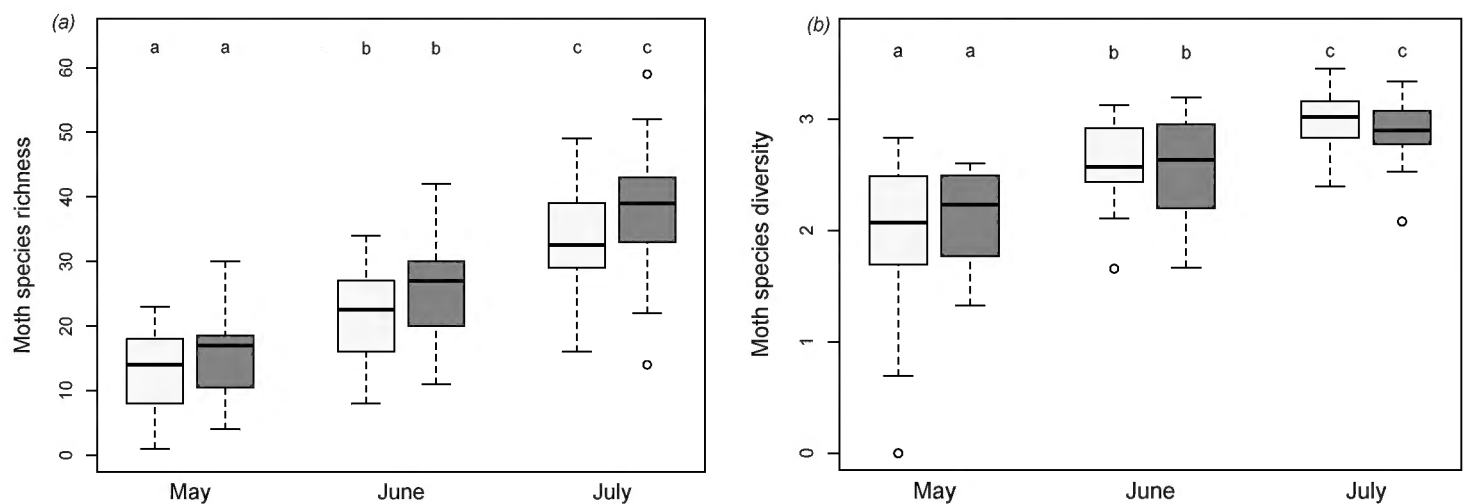 (a)
a a b b c c
Moth species richness
60
50
40
30
20
10
0
May June July
(b)
a a b b c c
Moth species diversity
3
2
1
0
May June July